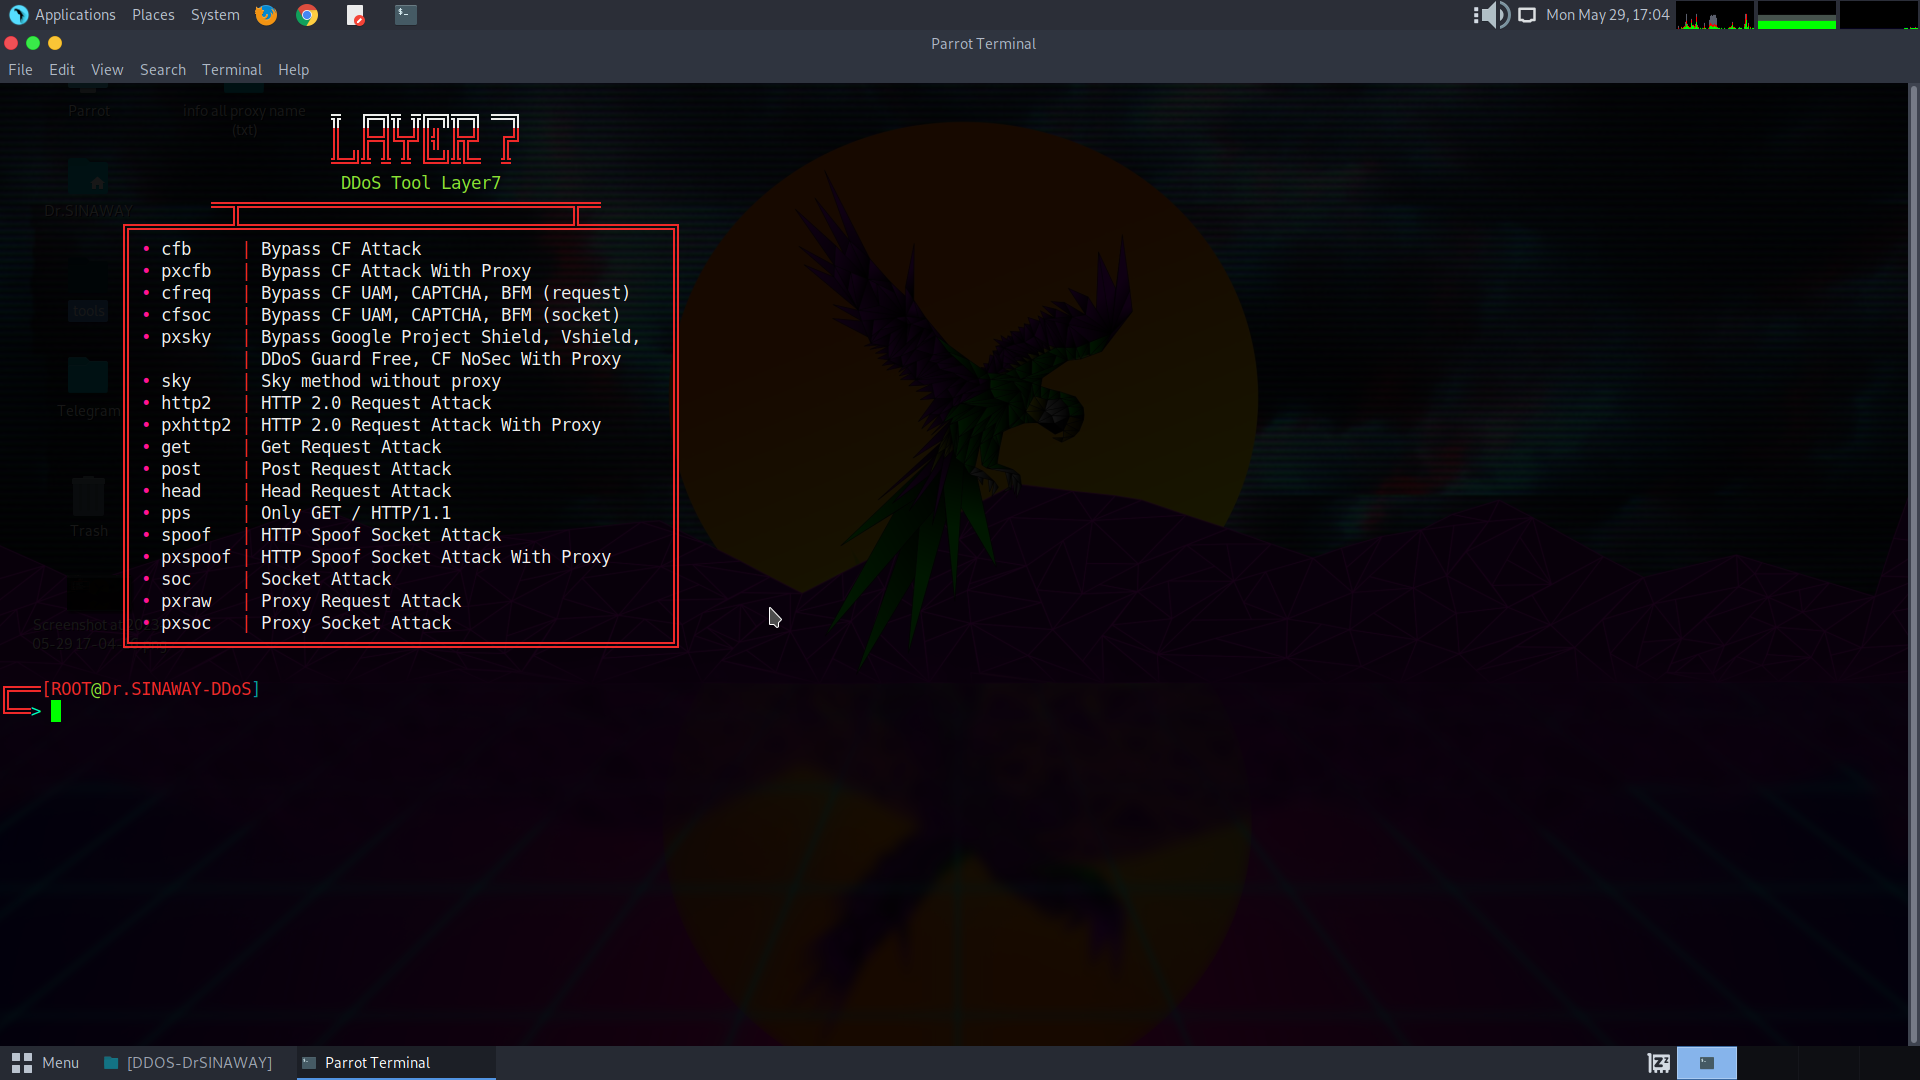 Applications Places System Mon May 29, 17:04
Parrot Terminal
File Edit View Search Terminal Help
Parrot
info all proxy name
(txt)
LAYER 7
DDoS Tool Layer7
Dr.SINAWAY
• cfb | Bypass CF Attack
• pxcfb | Bypass CF Attack With Proxy
• cfreq | Bypass CF UAM, CAPTCHA, BFM (request)
• cfsoc | Bypass CF UAM, CAPTCHA, BFM (socket)
• pxsky | Bypass Google Project Shield, Vshield,
| DDoS Guard Free, CF NoSec With Proxy
• sky | Sky method without proxy
• http2 | HTTP 2.0 Request Attack
• pxhttp2 | HTTP 2.0 Request Attack With Proxy
• get | Get Request Attack
• post | Post Request Attack
• head | Head Request Attack
• pps | Only GET / HTTP/1.1
• spoof | HTTP Spoof Socket Attack
• pxspoof | HTTP Spoof Socket Attack With Proxy
• soc | Socket Attack
• pxraw | Proxy Request Attack
• pxsoc | Proxy Socket Attack
tools
Telegram
Trash
Screenshot at
[ROOT@Dr.SINAWAY-DDoS]
>
Menu [DDOS-DrSINAWAY] Parrot Terminal